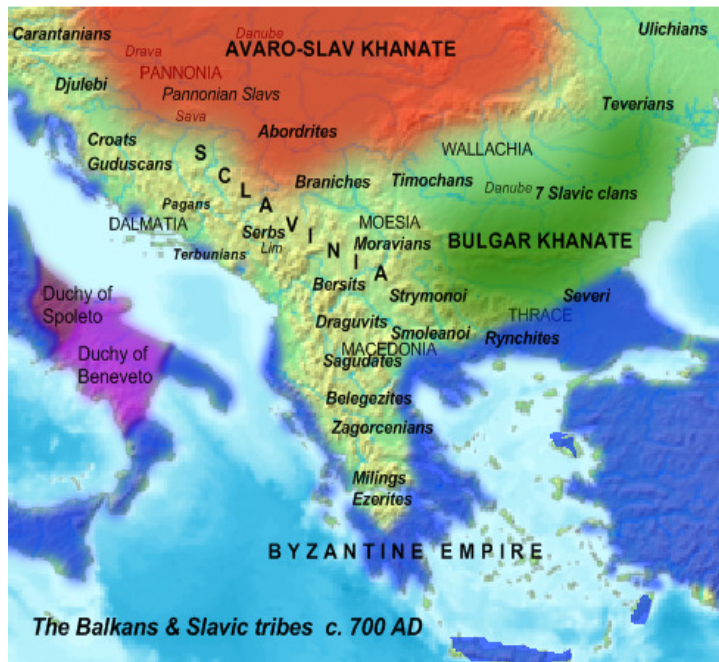 Carantanians
Ulichians
Danube
Drava
AVARO-SLAV KHANATE
PANNONIA
Djulebi
Pannonian Slavs
Teverians
Sava
Abordrites
Croats
WALLACHIA
Guduscans
SCLAVINIA
Braniches
Timochans
Danube
7 Slavic clans
Pagans
DALMATIA
MOESIA
Serbs
Moravians
BULGAR KHANATE
Lim
Terbunians
Bersits
Strymonoi
Severi
Duchy of
Spoleto
THRACE
Draguvits
Smoleanoi
Rynchites
MACEDONIA
Duchy of
Beneveto
Sagudates
Belegezites
Zagorcenians
Milings
Ezerites
BYZANTINE EMPIRE
The Balkans & Slavic tribes c. 700 AD